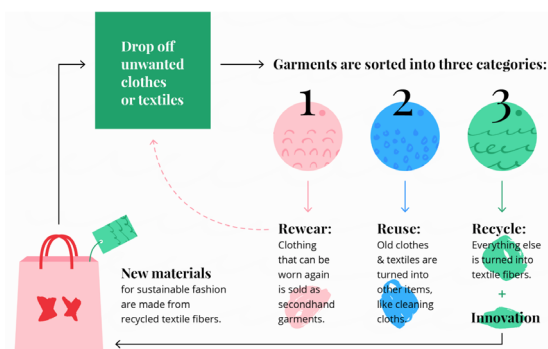 Drop off
unwanted
clothes
or textiles
Garments are sorted into three categories:
1
2
3
Rewear:
Clothing
that can be
worn again
is sold as
secondhand
garments.
Reuse:
Old clothes
& textiles are
turned into
other items,
like cleaning
cloths.
Recycle:
Everything else
is turned into
textile fibers.
+
Innovation
New materials
for sustainable fashion
are made from
recycled textile fibers.